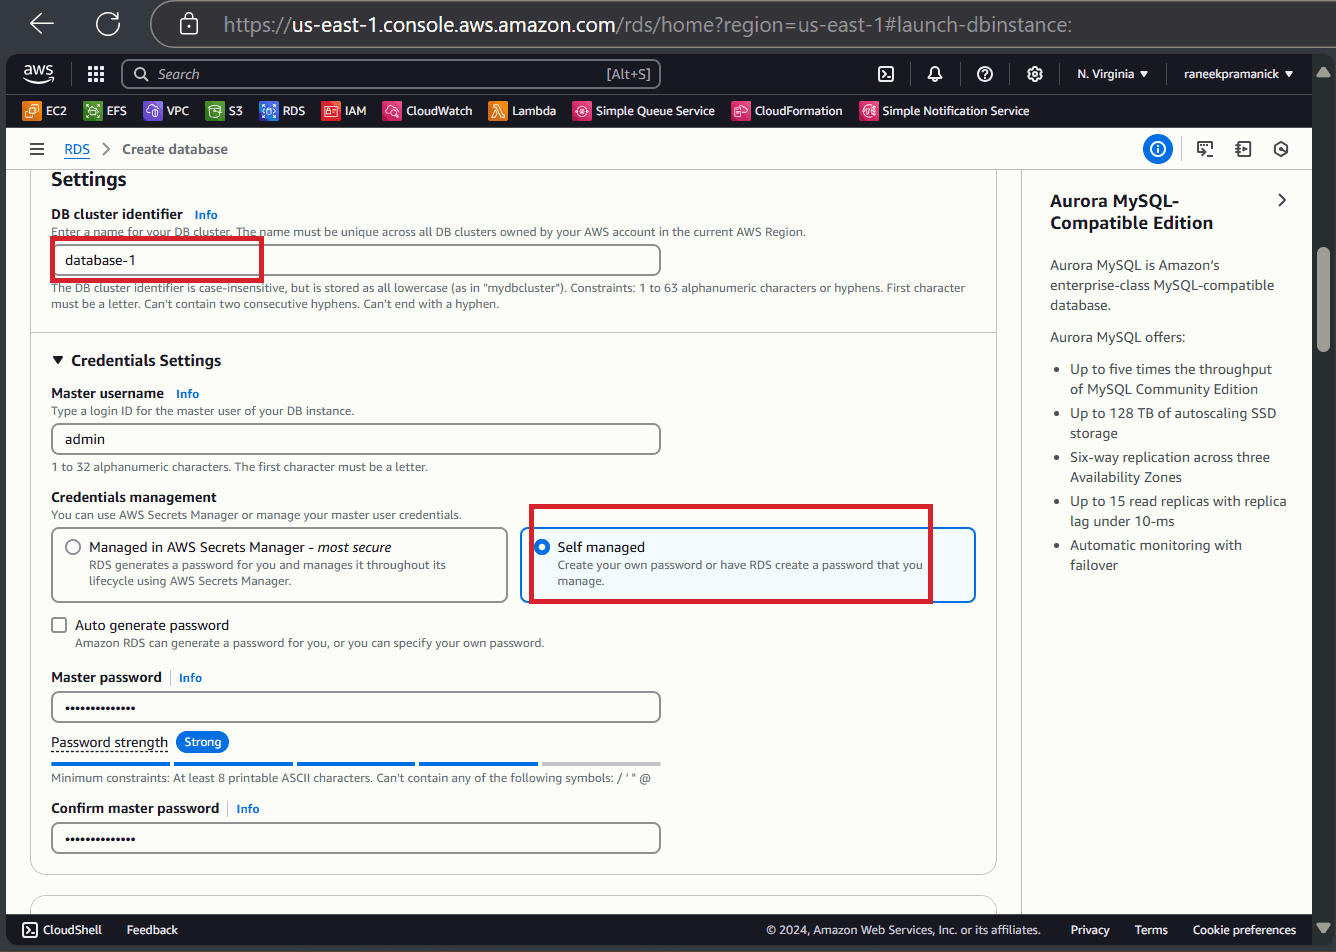 https://us-east-1.console.aws.amazon.com/rds/home?region=us-east-1#launch-dbinstance:
aws Search [Alt+S] N. Virginia raneekpramanick
EC2 EFS VPC S3 RDS IAM CloudWatch Lambda Simple Queue Service CloudFormation Simple Notification Service
RDS Create database
Settings
DB cluster identifier Info
Enter a name for your DB cluster. The name must be unique across all DB clusters owned by your AWS account in the current AWS Region.
database-1
The DB cluster identifier is case-insensitive, but is stored as all lowercase (as in "mydbcluster"). Constraints: 1 to 63 alphanumeric characters or hyphens. First character
must be a letter. Can't contain two consecutive hyphens. Can't end with a hyphen.
Credentials Settings
Master username Info
Type a login ID for the master user of your DB instance.
admin
1 to 32 alphanumeric characters. The first character must be a letter.
Credentials management
You can use AWS Secrets Manager or manage your master user credentials.
Managed in AWS Secrets Manager - most secure
RDS generates a password for you and manages it throughout its
lifecycle using AWS Secrets Manager.
Self managed
Create your own password or have RDS create a password that you
manage.
Auto generate password
Amazon RDS can generate a password for you, or you can specify your own password.
Master password Info
••••••••••••••
Password strength Strong
Minimum constraints: At least 8 printable ASCII characters. Can't contain any of the following symbols: / ' " @
Confirm master password Info
••••••••••••••
Aurora MySQL-
Compatible Edition
Aurora MySQL is Amazon's
enterprise-class MySQL-compatible
database.
Aurora MySQL offers:
• Up to five times the throughput
of MySQL Community Edition
• Up to 128 TB of autoscaling SSD
storage
• Six-way replication across three
Availability Zones
• Up to 15 read replicas with replica
lag under 10-ms
• Automatic monitoring with
failover
CloudShell Feedback © 2024, Amazon Web Services, Inc. or its affiliates. Privacy Terms Cookie preferences